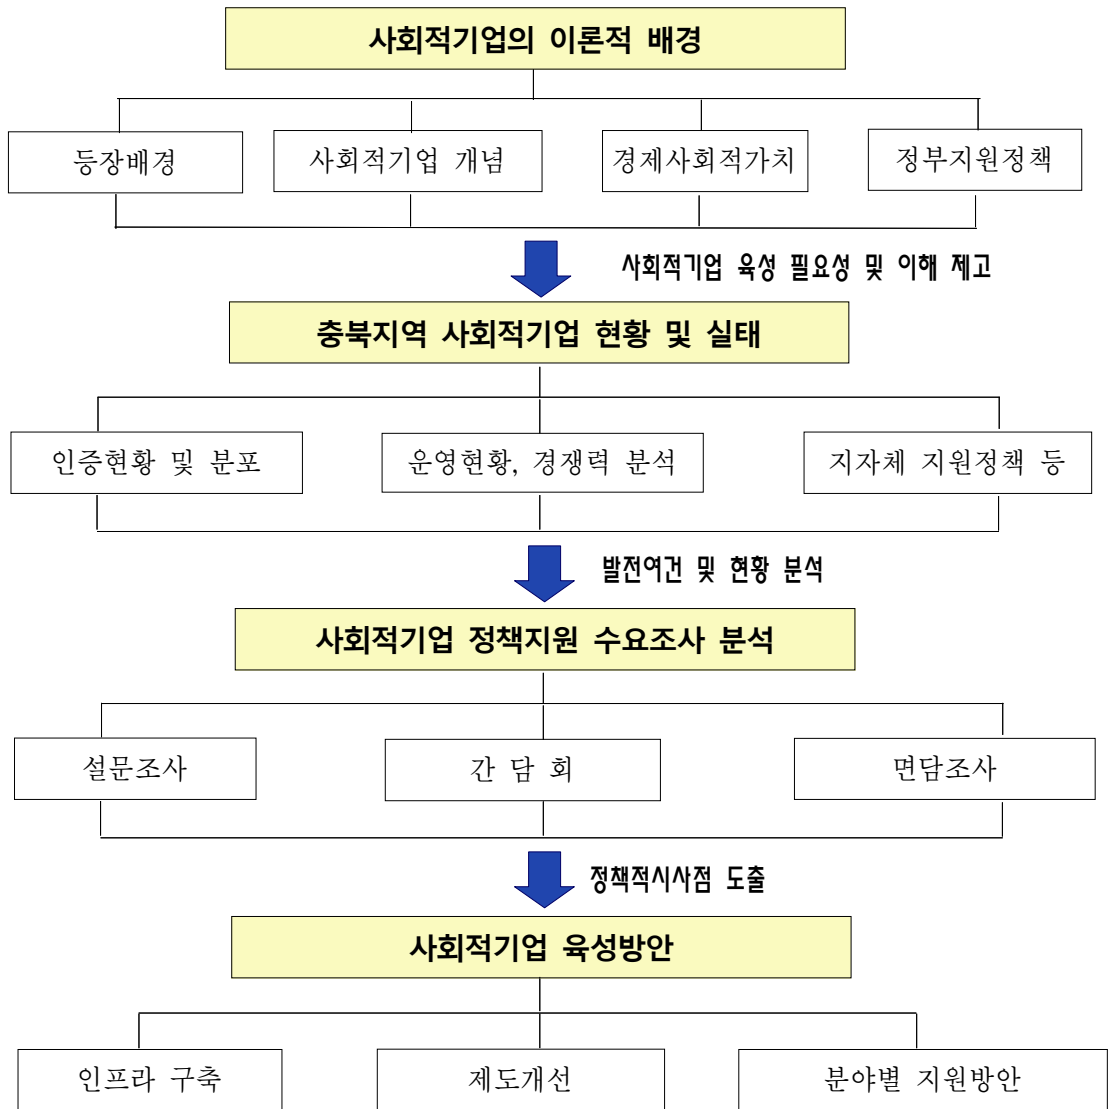 사회적기업의 이론적 배경
등장배경
사회적기업 개념
경제사회적가치
정부지원정책
사회적기업 육성 필요성 및 이해 제고
충북지역 사회적기업 현황 및 실태
인증현황 및 분포
운영현황, 경쟁력 분석
지자체 지원정책 등
발전여건 및 현황 분석
사회적기업 정책지원 수요조사 분석
설문조사
간 담 회
면담조사
정책적시사점 도출
사회적기업 육성방안
인프라 구축
제도개선
분야별 지원방안